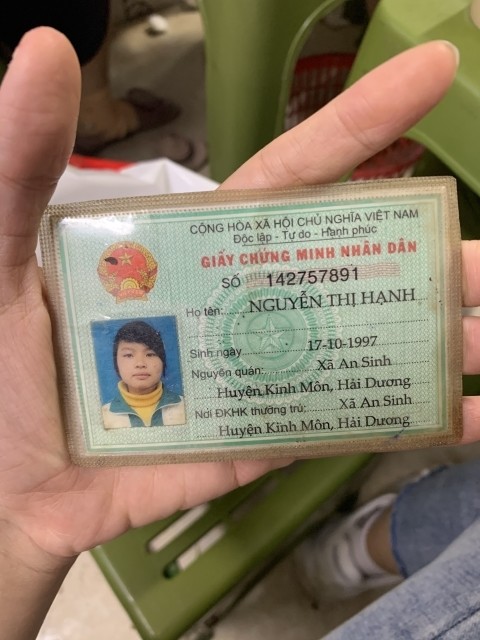 CỘNG HÒA XÃ HỘI CHỦ NGHĨA VIỆT NAM
Độc lập - Tự do - Hạnh phúc
GIẤY CHỨNG MINH NHÂN DÂN
SỐ 142757891
Họ tên: NGUYỄN THỊ HẠNH
Sinh ngày 17-10-1997
Nguyên quán: Xã An Sinh
Huyện Kinh Môn, Hải Dương
Nơi ĐKHK thường trú: Xã An Sinh
Huyện Kinh Môn, Hải Dương